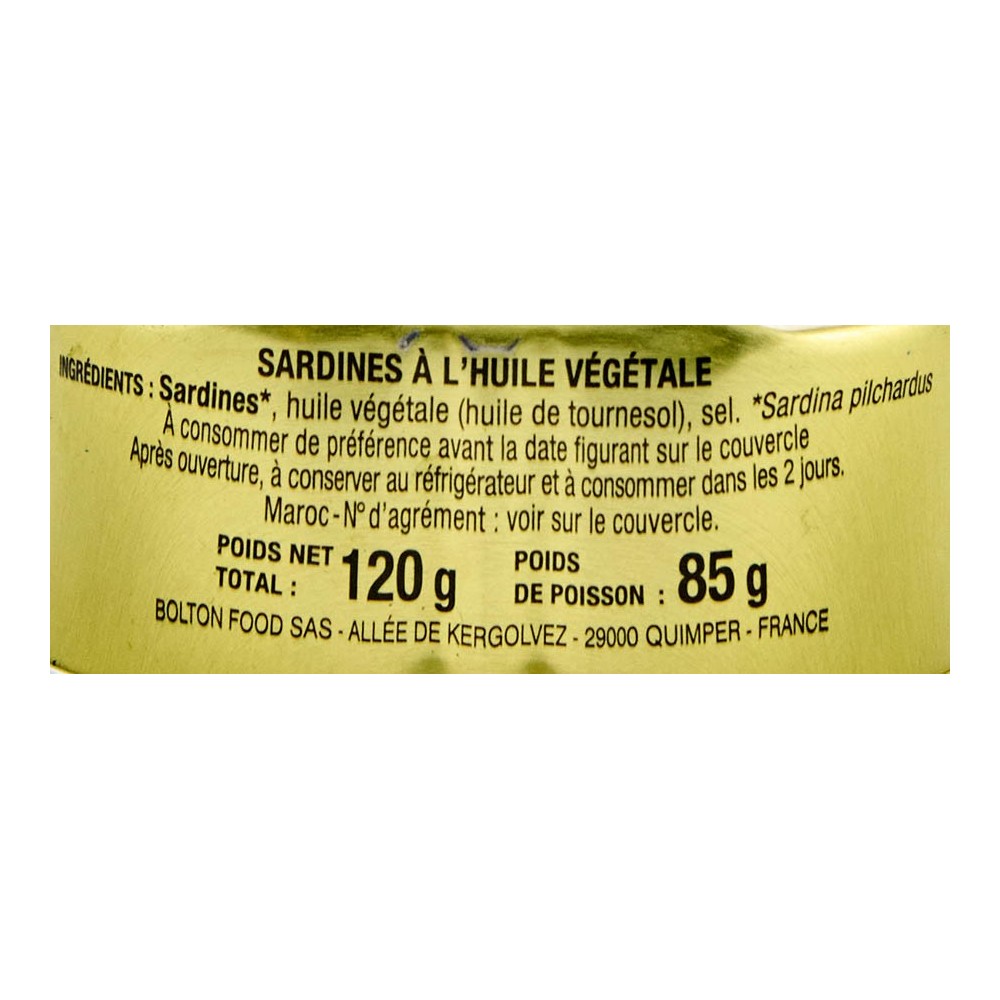 SARDINES À L'HUILE VÉGÉTALE
INGRÉDIENTS : Sardines*, huile végétale (huile de tournesol), sel. *Sardina pilchardus
À consommer de préférence avant la date figurant sur le couvercle
Après ouverture, à conserver au réfrigérateur et à consommer dans les 2 jours.
Maroc - N° d'agrément : voir sur le couvercle.
POIDS NET TOTAL : 120 g
POIDS DE POISSON : 85 g
BOLTON FOOD SAS - ALLÉE DE KERGOLVEZ - 29000 QUIMPER - FRANCE